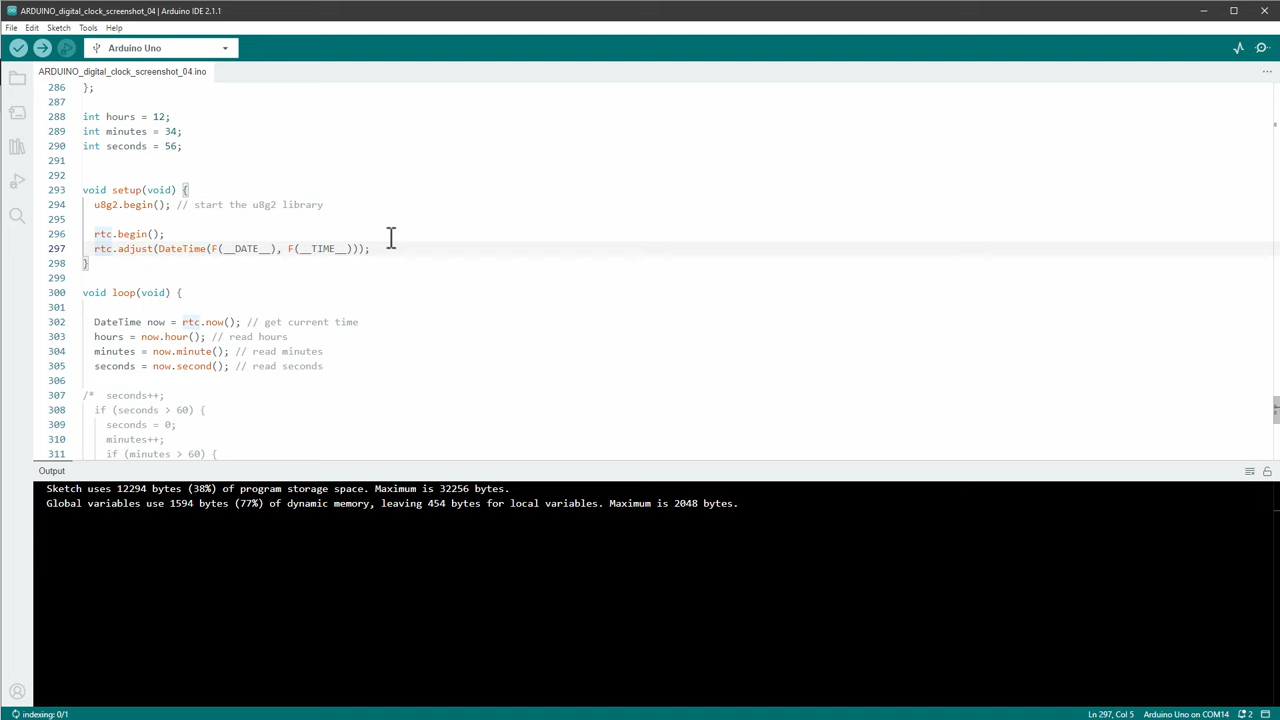 ARDUINO_digital_clock_screenshot_04 | Arduino IDE 2.1.1
File Edit Sketch Tools Help
Arduino Uno
ARDUINO_digital_clock_screenshot_04.ino
286 };
287
288 int hours = 12;
289 int minutes = 34;
290 int seconds = 56;
291
292
293 void setup(void) {
294 u8g2.begin(); // start the u8g2 library
295
296 rtc.begin();
297 rtc.adjust(DateTime(F(__DATE__), F(__TIME__)));
298 }
299
300 void loop(void) {
301
302 DateTime now = rtc.now(); // get current time
303 hours = now.hour(); // read hours
304 minutes = now.minute(); // read minutes
305 seconds = now.second(); // read seconds
306
307 /* seconds++;
308 if (seconds > 60) {
309 seconds = 0;
310 minutes++;
311 if (minutes > 60) {
Output
Sketch uses 12294 bytes (38%) of program storage space. Maximum is 32256 bytes.
Global variables use 1594 bytes (77%) of dynamic memory, leaving 454 bytes for local variables. Maximum is 2048 bytes.
indexing: 0/1 Ln 297, Col 5 Arduino Uno on COM14 2